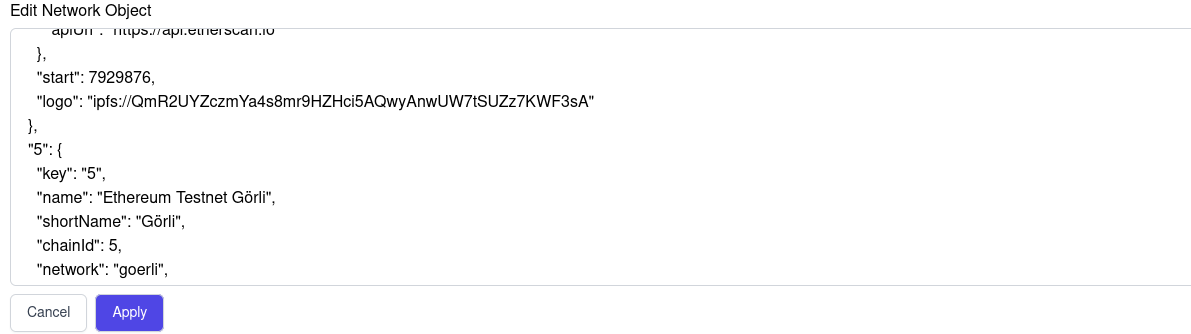 Edit Network Object
"apiUrl": "https://api.etherscan.io"
},
"start": 7929876,
"logo": "ipfs://QmR2UYZczmYa4s8mr9HZHci5AQwyAnwUW7tSUZz7KWF3sA"
},
"5": {
"key": "5",
"name": "Ethereum Testnet Görli",
"shortName": "Görli",
"chainId": 5,
"network": "goerli",
Cancel Apply